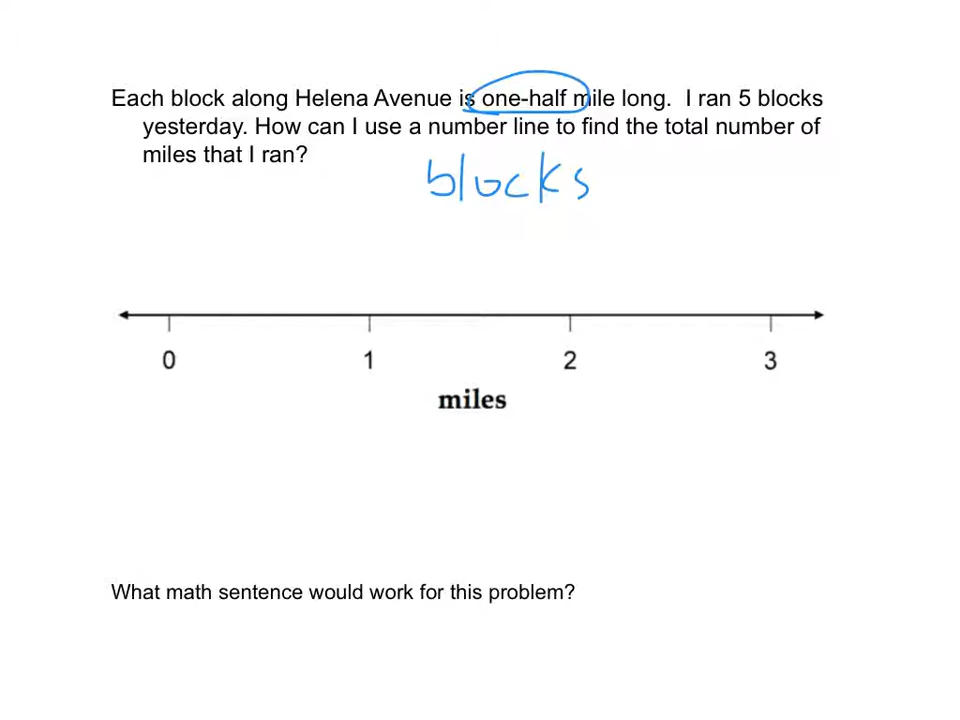 Each block along Helena Avenue is one-half mile long. I ran 5 blocks
yesterday. How can I use a number line to find the total number of
miles that I ran?
blocks
0 1 2 3
miles
What math sentence would work for this problem?